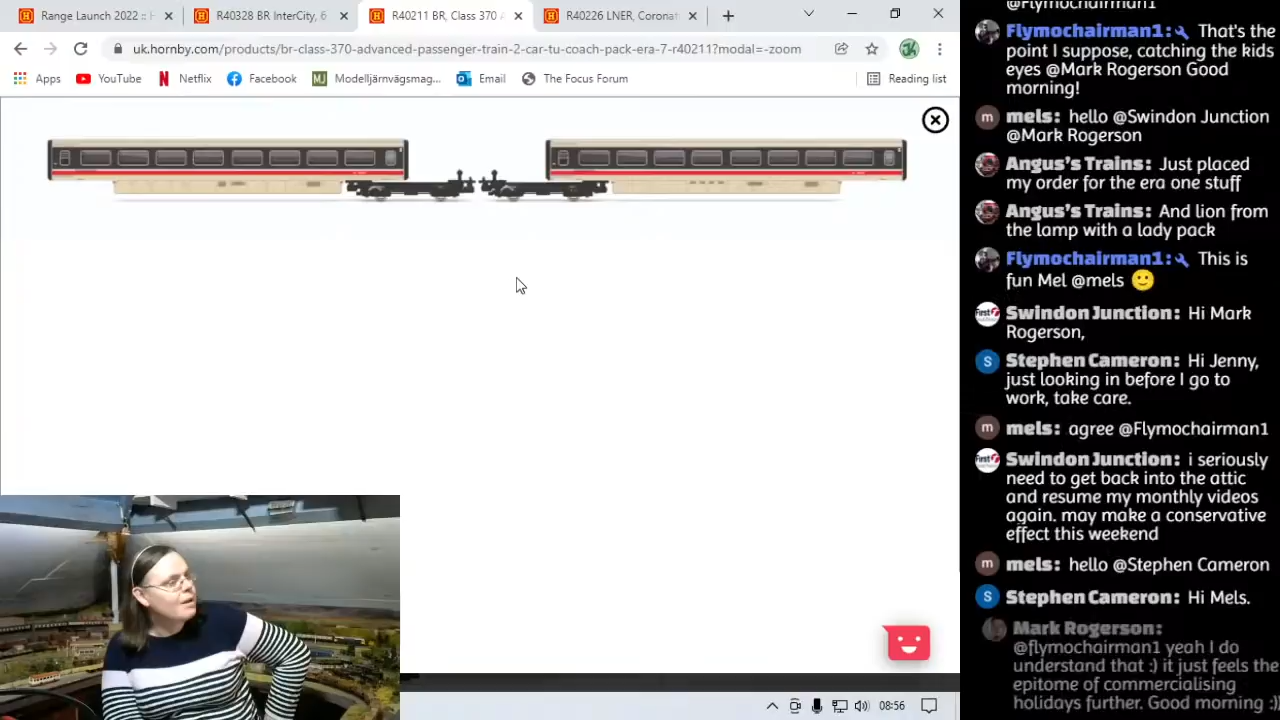 Range Launch 2022 :: F
R40328 BR InterCity, 6
R40211 BR, Class 370 A
R40226 LNER, Coronat
uk.hornby.com/products/br-class-370-advanced-passenger-train-2-car-tu-coach-pack-era-7-r40211?modal=-zoom
Apps
YouTube
Netflix
Facebook
Modelljärnvägsmag...
Email
The Focus Forum
Reading list
@Flymochairman1
Flymochairman1: That's the
point I suppose, catching the kids
eyes @Mark Rogerson Good
morning!
mels: hello @Swindon Junction
@Mark Rogerson
Angus's Trains: Just placed
my order for the era one stuff
Angus's Trains: And lion from
the lamp with a lady pack
Flymochairman1: This is
fun Mel @mels 🙂
Swindon Junction: Hi Mark
Rogerson,
Stephen Cameron: Hi Jenny,
just looking in before I go to
work, take care.
mels: agree @Flymochairman1
Swindon Junction: i seriously
need to get back into the attic
and resume my monthly videos
again. may make a conservative
effect this weekend
mels: hello @Stephen Cameron
Stephen Cameron: Hi Mels.
Mark Rogerson:
@flymochairman1 yeah I do
understand that :) it just feels the
epitome of commercialising
holidays further. Good morning :))
08:56